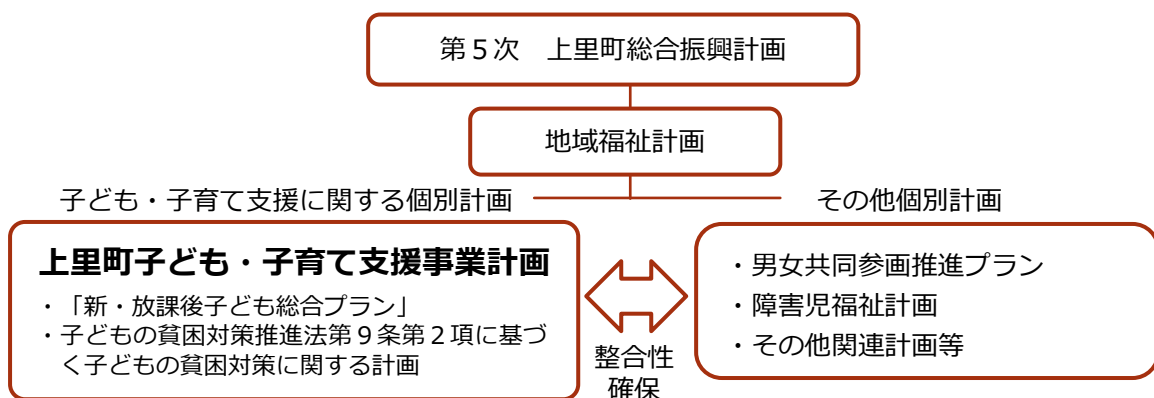 第５次　上里町総合振興計画
地域福祉計画
子ども・子育て支援に関する個別計画
その他個別計画
上里町子ども・子育て支援事業計画
・「新・放課後子ども総合プラン」
・子どもの貧困対策推進法第９条第２項に基づ
く子どもの貧困対策に関する計画
整合性
確保
・男女共同参画推進プラン
・障害児福祉計画
・その他関連計画等